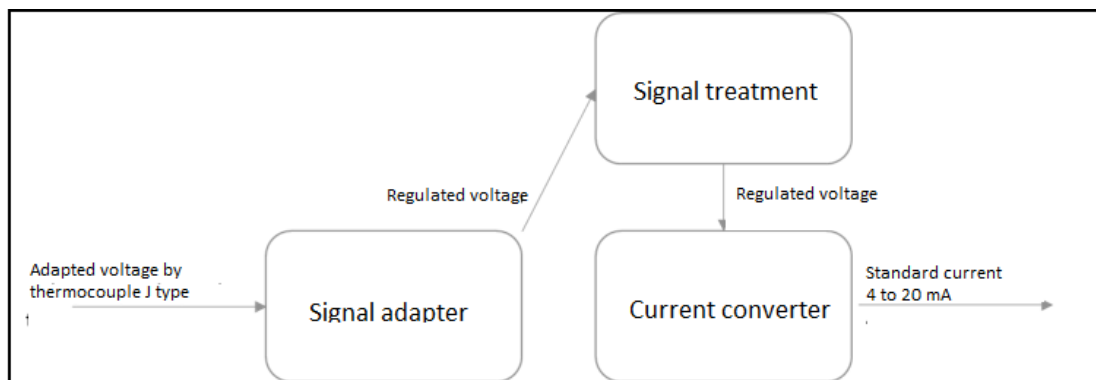 Signal treatment
Regulated voltage
Regulated voltage
Adapted voltage by
thermocouple J type
Signal adapter
Current converter
Standard current
4 to 20 mA